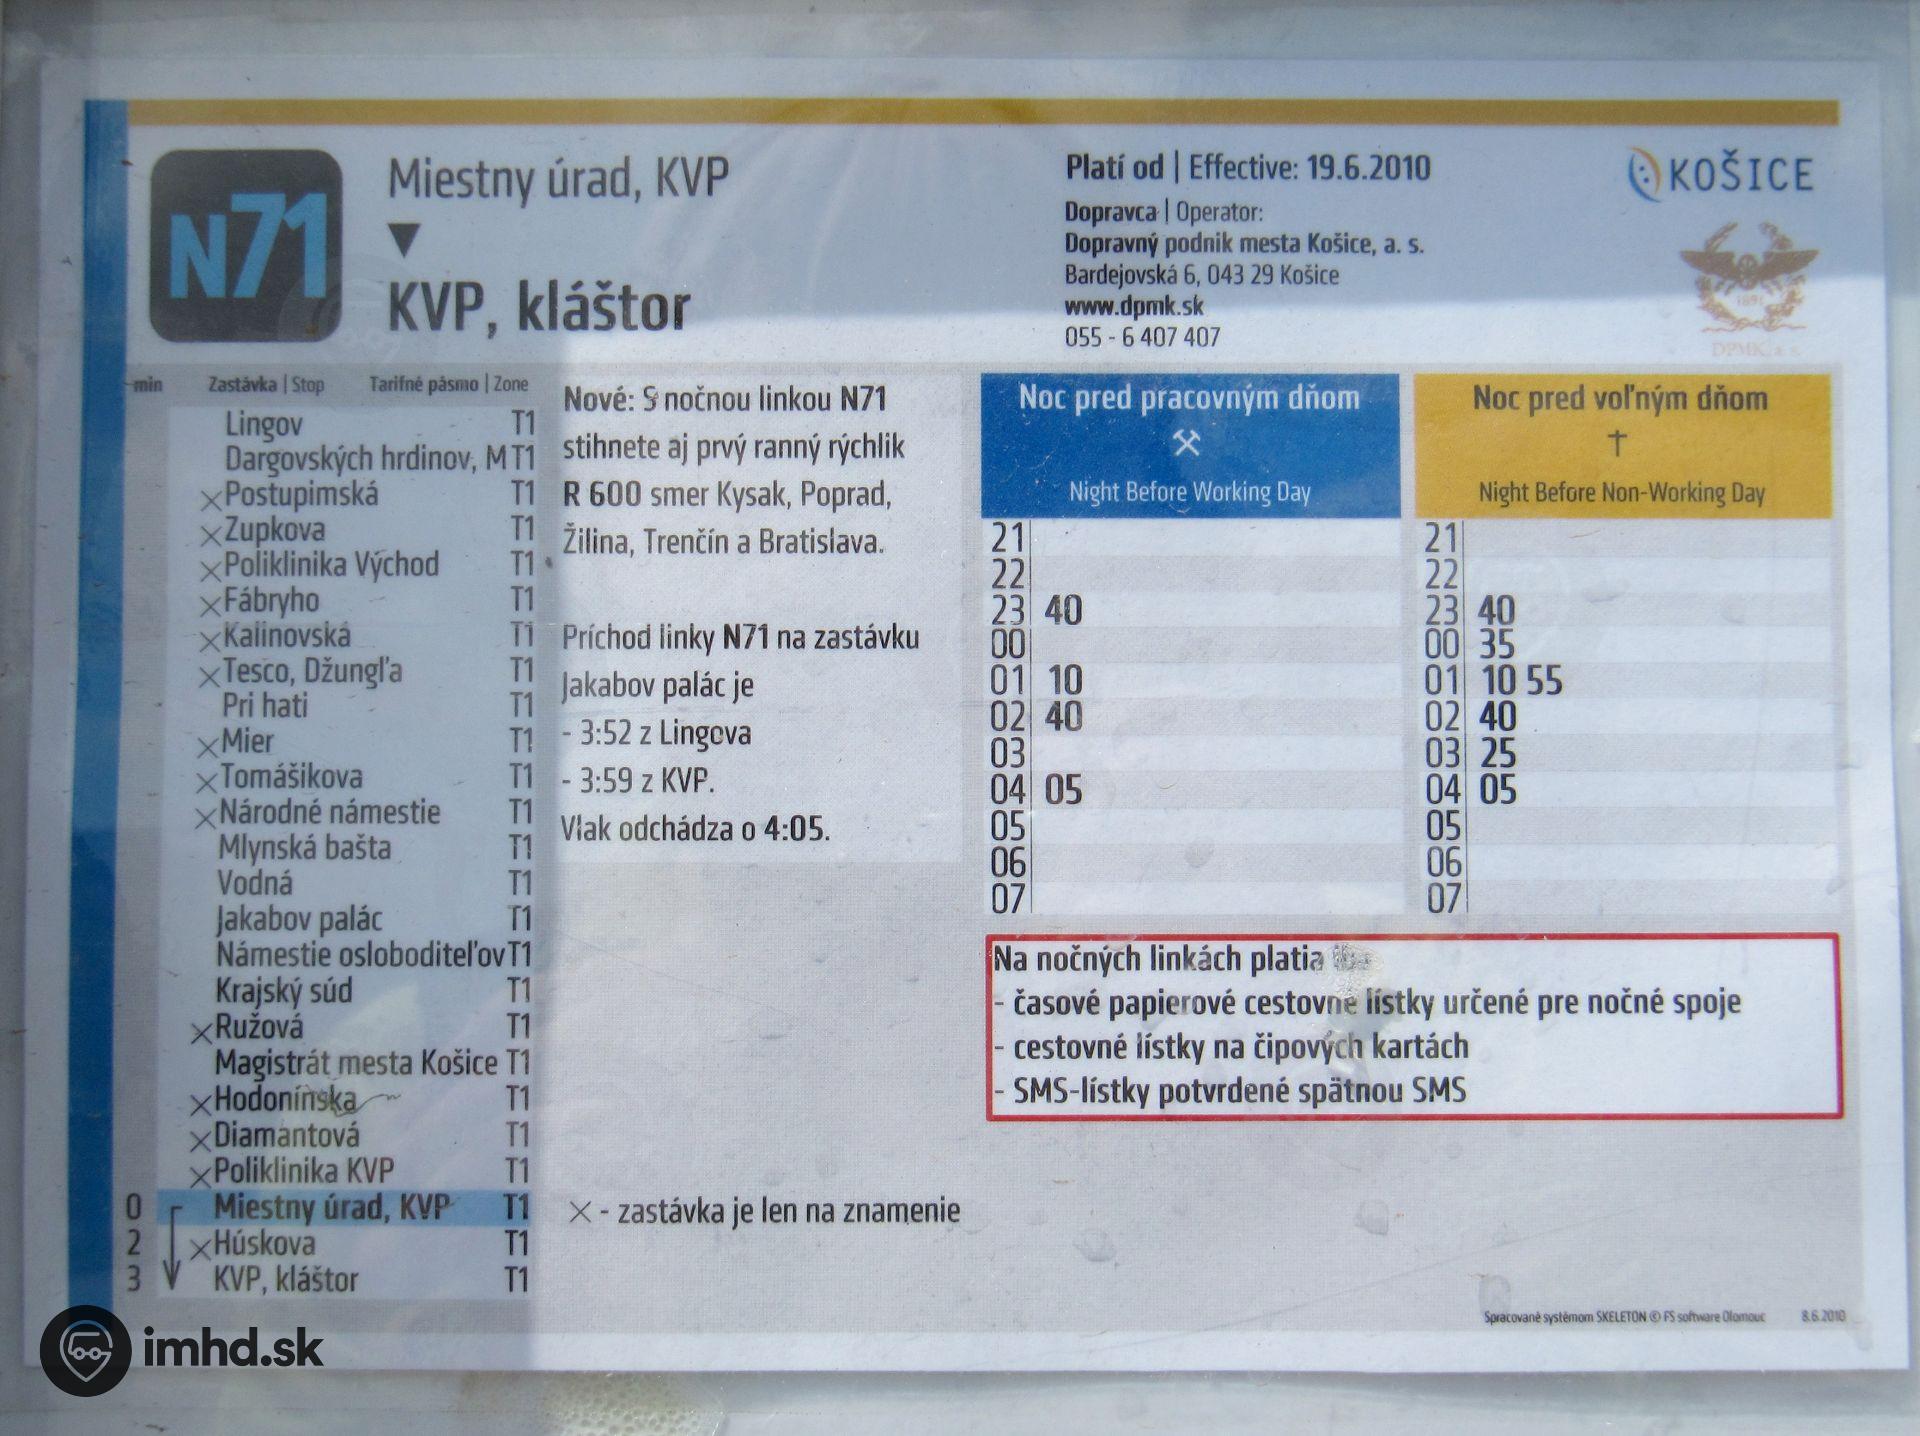 N71
Miestny úrad, KVP
▼
KVP, kláštor
Platí od | Effective: 19.6.2010
Dopravca | Operator:
Dopravný podnik mesta Košice, a. s.
Bardejovská 6, 043 29 Košice
www.dpmk.sk
055 - 6 407 407
KOŠICE
1891
DPMK, a. s.
min Zastávka | Stop Tarifné pásmo | Zone
Lingov T1
Dargovských hrdinov, M T1
×Postupimská T1
×Zupkova T1
×Poliklinika Východ T1
×Fábryho T1
×Kalinovská T1
×Tesco, Džungľa T1
Pri hati T1
×Mier T1
×Tomášikova T1
×Národné námestie T1
Mlynská bašta T1
Vodná T1
Jakabov palác T1
Námestie osloboditeľov T1
Krajský súd T1
×Ružová T1
Magistrát mesta Košice T1
×Hodonínska T1
×Diamantová T1
×Poliklinika KVP T1
0 Miestny úrad, KVP T1
2 ×Húskova T1
3 KVP, kláštor T1
Nové: S nočnou linkou N71
stihnete aj prvý ranný rýchlik
R 600 smer Kysak, Poprad,
Žilina, Trenčín a Bratislava.
Príchod linky N71 na zastávku
Jakabov palác je
- 3:52 z Lingova
- 3:59 z KVP.
Vlak odchádza o 4:05.
× - zastávka je len na znamenie
Noc pred pracovným dňom
⚒
Night Before Working Day
21
22
23 40
00
01 10
02 40
03
04 05
05
06
07
Noc pred voľným dňom
†
Night Before Non-Working Day
21
22
23 40
00 35
01 10 55
02 40
03 25
04 05
05
06
07
Na nočných linkách platia
- časové papierové cestovné lístky určené pre nočné spoje
- cestovné lístky na čipových kartách
- SMS-lístky potvrdené spätnou SMS
Spracované systémom SKELETON © FS software Olomouc 8.6.2010
imhd.sk